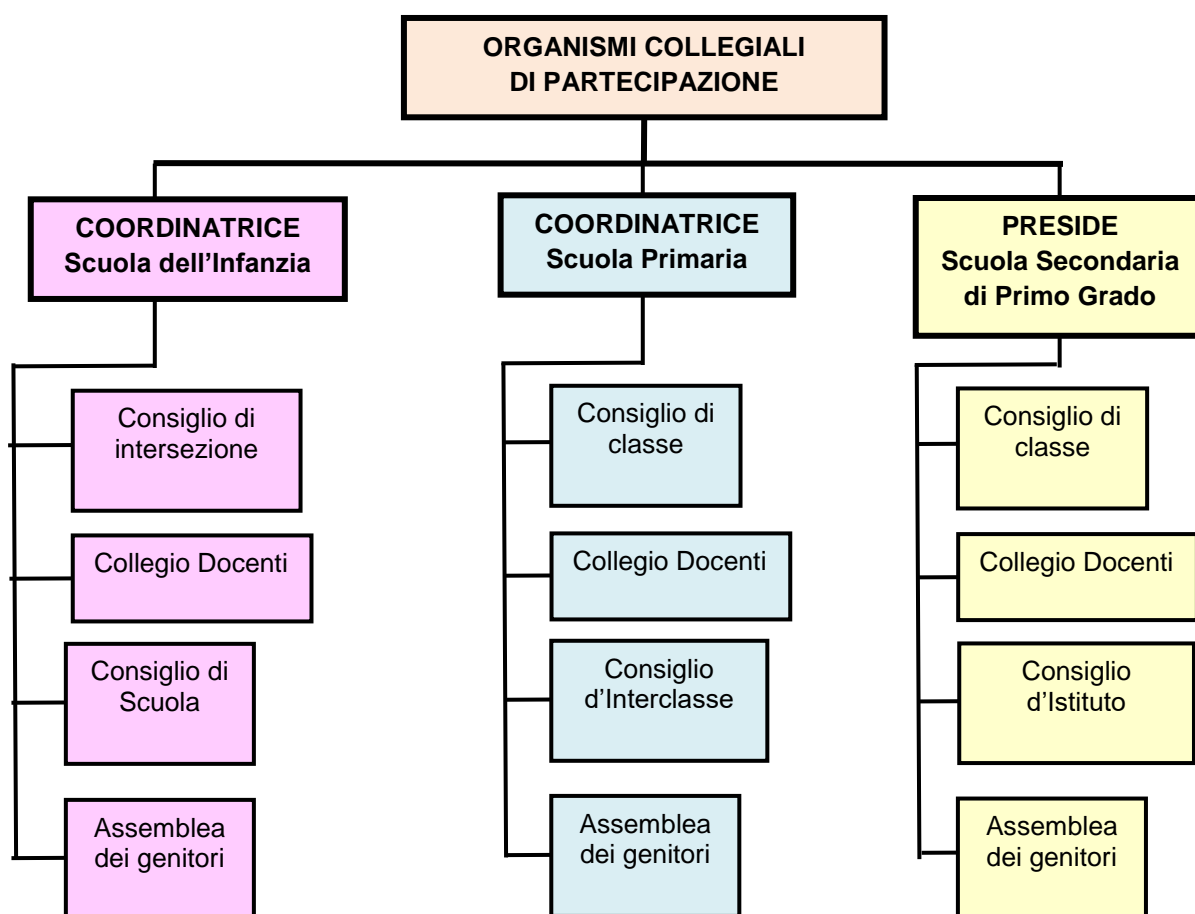 ORGANISMI COLLEGIALI
DI PARTECIPAZIONE
COORDINATRICE
Scuola dell’Infanzia
COORDINATRICE
Scuola Primaria
PRESIDE
Scuola Secondaria
di Primo Grado
Consiglio di
intersezione
Collegio Docenti
Consiglio di
Scuola
Assemblea
dei genitori
Consiglio di
classe
Collegio Docenti
Consiglio
d’Interclasse
Assemblea
dei genitori
Consiglio di
classe
Collegio Docenti
Consiglio
d’Istituto
Assemblea
dei genitori